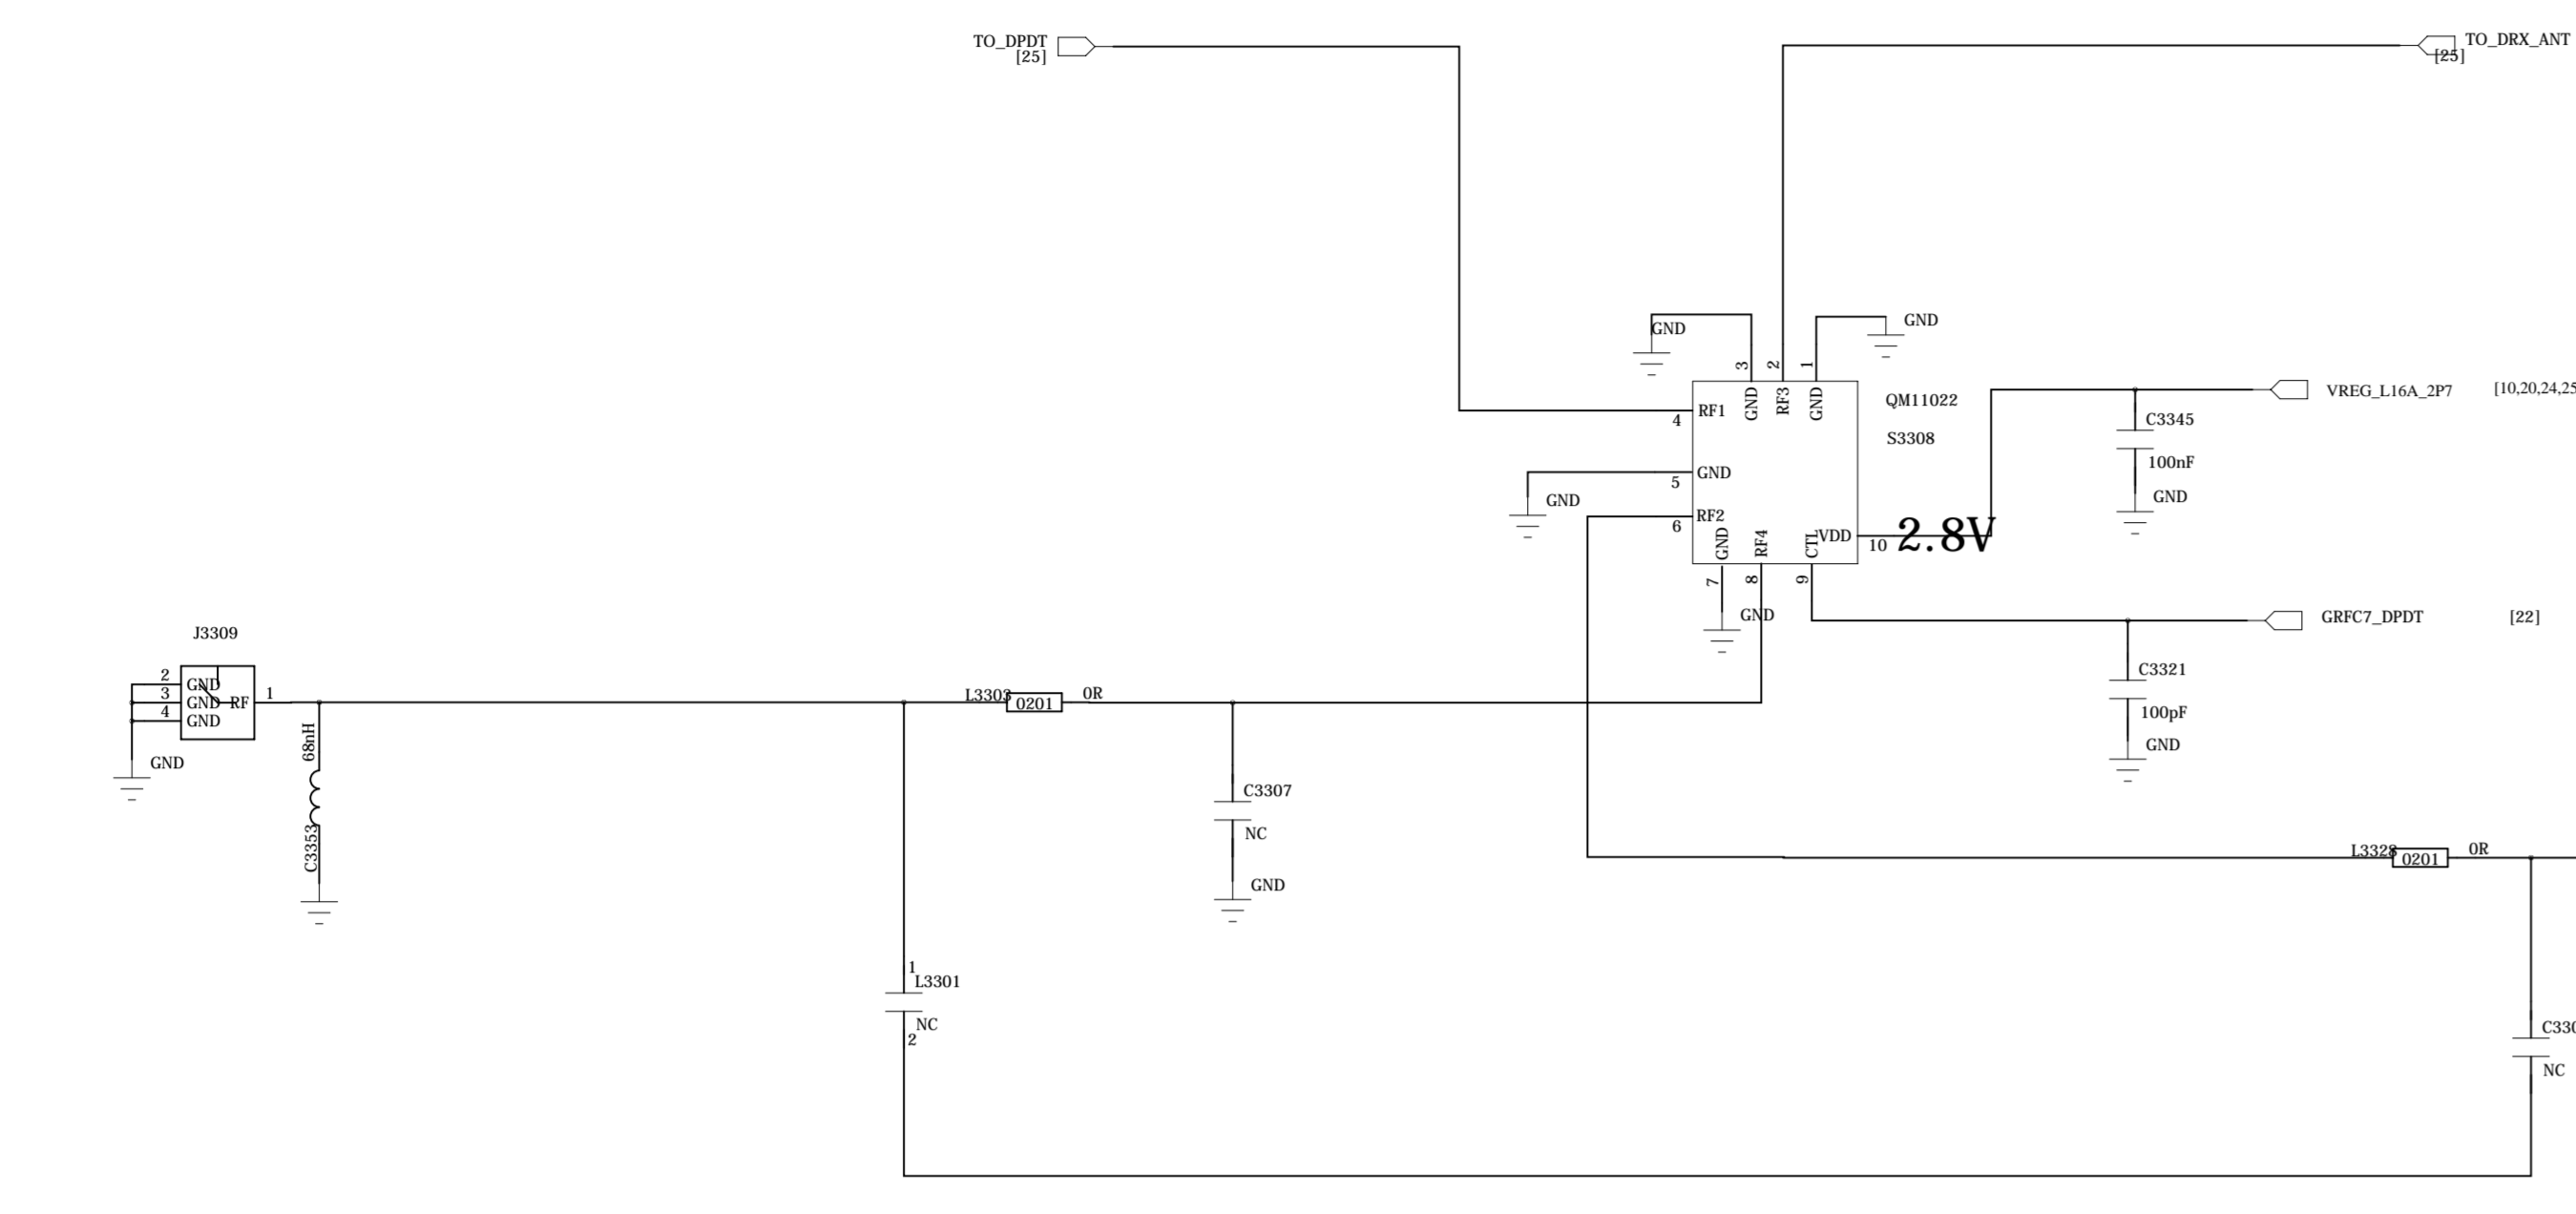 TO_DPDT
[25]
TO_DRX_ANT
[25]
GND
GND
3
2
1
GND
RF3
GND
QM11022
S3308
RF1
4
GND
5
GND
RF2
6
GND
RF4
CTL
VDD
10
2.8V
7
8
9
GND
VREG_L16A_2P7
[10,20,24,25
C3345
100nF
GND
GRFC7_DPDT
[22]
C3321
100pF
GND
J3309
2
3
4
GND
GND
GND
RF
1
GND
68nH
C3353
L3303
0201
0R
C3307
NC
GND
L3328
0201
0R
1
L3301
NC
2
C330
NC